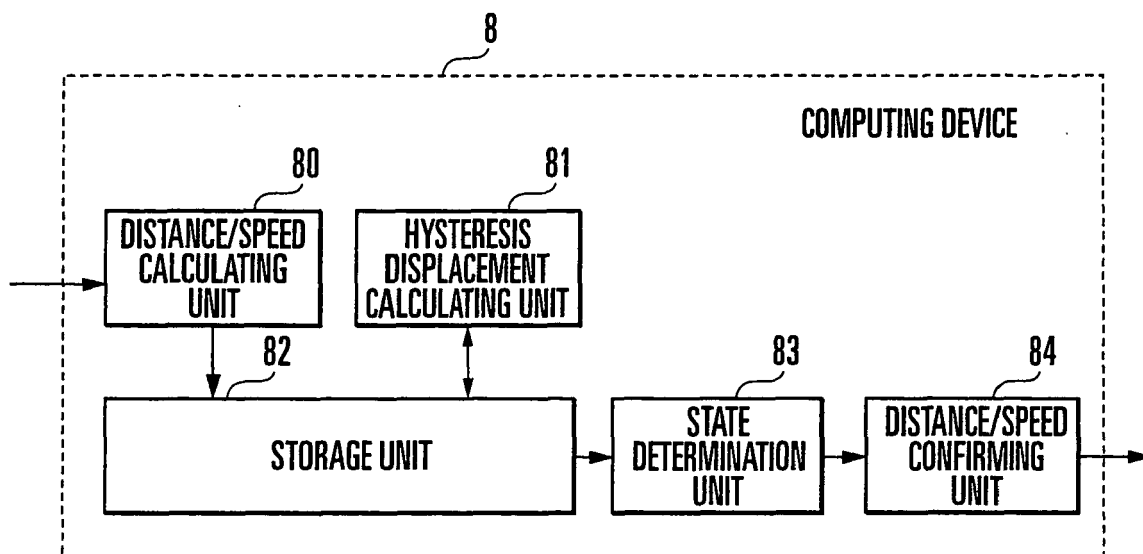 8
COMPUTING DEVICE
80
81
DISTANCE/SPEED
CALCULATING
UNIT
HYSTERESIS
DISPLACEMENT
CALCULATING UNIT
82
83
84
STORAGE UNIT
STATE
DETERMINATION
UNIT
DISTANCE/SPEED
CONFIRMING
UNIT